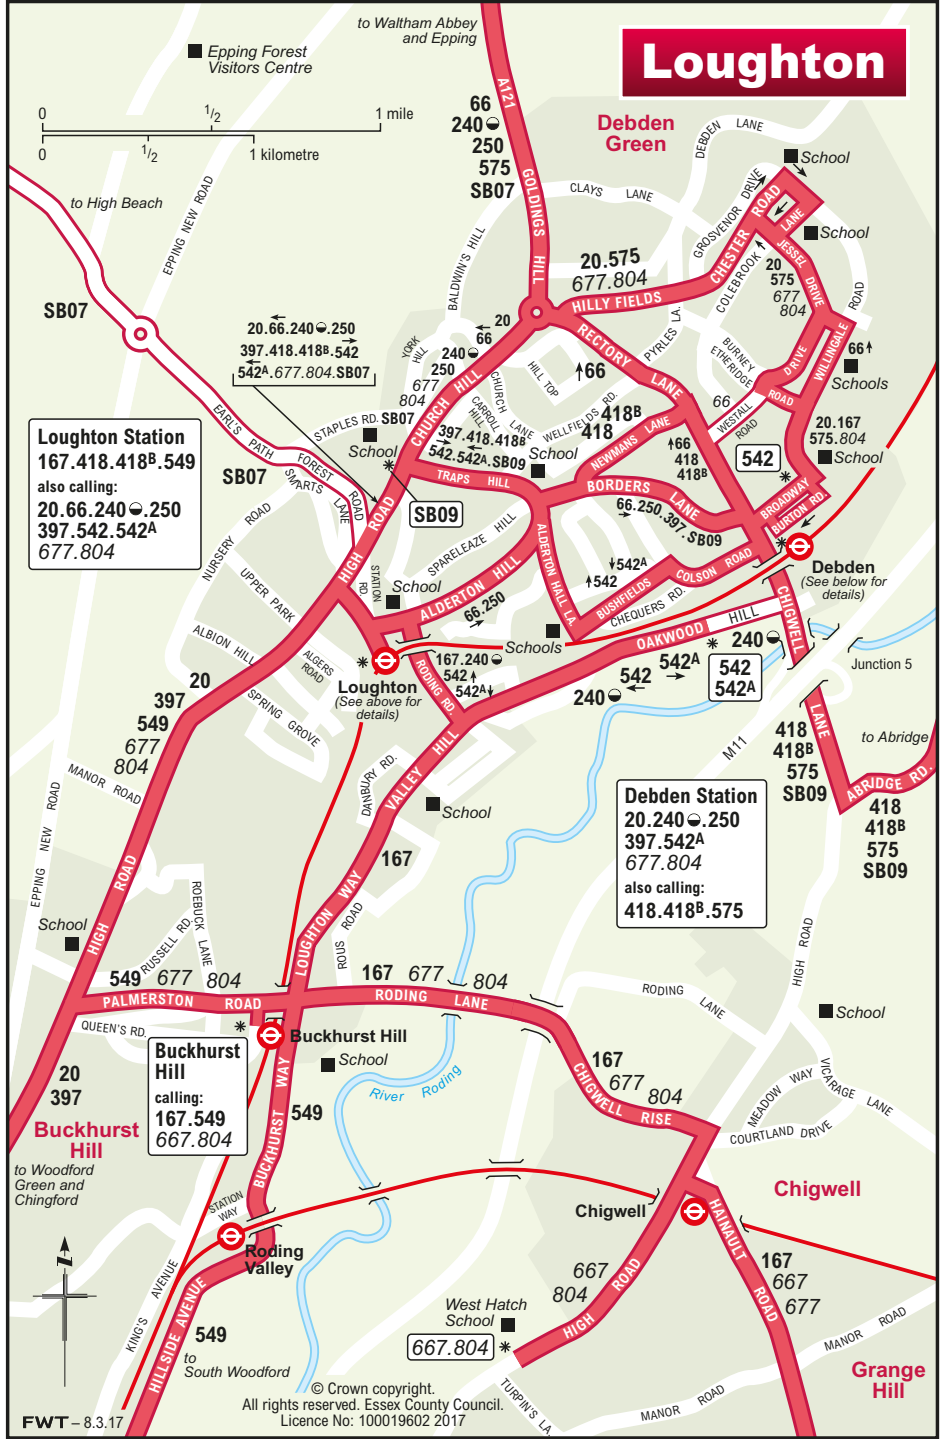 to Waltham Abbey
and Epping
Loughton
Epping Forest
Visitors Centre
0 1/2 1 mile
0 1/2 1 kilometre
A121
66
240
250
575
SB07
GOLDINGS
HILL
Debden
Green
DEBDEN LANE
School
CLAYS LANE
to High Beach
EPPING NEW ROAD
BALDWIN'S HILL
GROSVENOR DRIVE
CHESTER ROAD
LANE
School
JESSEL DRIVE
COLEBROOK
20
575
677
804
20.575
677.804
HILLY FIELDS
SB07
20.66.240.250
397.418.418B.542
542A.677.804.SB07
20
66
240
250
677
804
YORK
HILL
CHURCH HILL
CHURCH LANE
CARROLL
HILL
HILL TOP
RECTORY LANE
PYRLES LA.
66
BURNEY
ETHERIDGE
DRIVE
ROAD
WILLINGALE
ROAD
66
Schools
66
WESTALL
ROAD
20.167
575.804
School
WELLFIELDS RD.
418B
418
NEWMANS LANE
66
418
418B
542
Loughton Station
167.418.418B.549
also calling:
20.66.240.250
397.542.542A
677.804
EARL'S PATH
SB07
FOREST
ROAD
SMARTS
LANE
STAPLES RD. SB07
School
397.418.418B
542.542A.SB09
School
TRAPS HILL
SB09
BORDERS LANE
66.250.397.SB09
BROADWAY
BURTON RD.
Debden
(See below for
details)
NURSERY ROAD
HIGH ROAD
STATION
RD.
School
SPARELEAZE HILL
ALDERTON HILL
66.250
ALDERTON HALL LA.
542A
542
BUSHFIELDS
COLSON ROAD
CHEQUERS RD.
CHIGWELL
UPPER PARK
ALBION HILL
ALGERS
ROAD
SPRING GROVE
Schools
OAKWOOD HILL
240
Junction 5
Loughton
(See above for
details)
167.240
542
542A
RODING RD.
240
542
542A
542
542A
20
397
549
677
804
MANOR ROAD
EPPING NEW ROAD
HIGH ROAD
DANBURY RD.
VALLEY HILL
School
M11
LANE
418
418B
575
SB09
to Abridge
ABRIDGE RD.
418
418B
575
SB09
Debden Station
20.240.250
397.542A
677.804
also calling:
418.418B.575
167
LOUGHTON WAY
ROUS ROAD
School
RUSSELL RD.
ROEBUCK LANE
549 677 804
PALMERSTON ROAD
167 677 804
RODING LANE
RODING LANE
HIGH ROAD
School
QUEEN'S RD.
Buckhurst
Hill
calling:
167.549
667.804
Buckhurst Hill
School
River Roding
167
677
804
CHIGWELL RISE
MEADOW WAY
VICARAGE LANE
COURTLAND DRIVE
20
397
Buckhurst
Hill
to Woodford
Green and
Chingford
BUCKHURST WAY
549
STATION
WAY
Roding
Valley
Chigwell
Chigwell
HAINAULT ROAD
167
667
677
667
804
HIGH ROAD
West Hatch
School
667.804
TURPIN'S LA.
MANOR ROAD
MANOR ROAD
Grange
Hill
N
KING'S AVENUE
HILLSIDE AVENUE
549
to
South Woodford
© Crown copyright.
All rights reserved. Essex County Council.
Licence No: 100019602 2017
FWT – 8.3.17